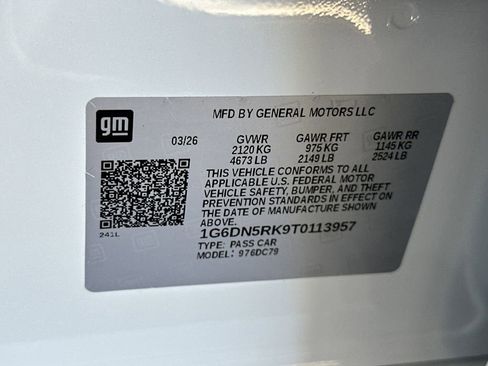 gm
MFD BY GENERAL MOTORS LLC
03/26 GVWR GAWR FRT GAWR RR
2120 KG 975 KG 1145 KG
4673 LB 2149 LB 2524 LB
THIS VEHICLE CONFORMS TO ALL
APPLICABLE U.S. FEDERAL MOTOR
VEHICLE SAFETY, BUMPER, AND THEFT
PREVENTION STANDARDS IN EFFECT
ON THE DATE OF MANUFACTURE
SHOWN ABOVE.
1G6DN5RK9T0113957
TYPE: PASS CAR
MODEL: 976DC79
241L